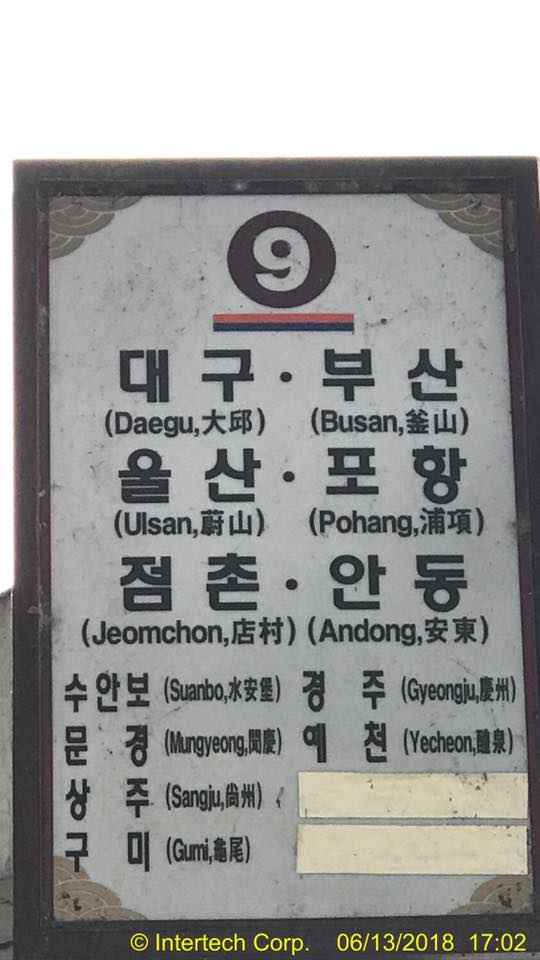 9
대구 · 부산
(Daegu,大邱) (Busan,釜山)
울산 · 포항
(Ulsan,蔚山) (Pohang,浦項)
점촌 · 안동
(Jeomchon,店村) (Andong,安東)
수안보 (Suanbo,水安堡) 경주 (Gyeongju,慶州)
문경 (Mungyeong,聞慶) 예천 (Yecheon,醴泉)
상주 (Sangju,尙州)
구미 (Gumi,龜尾)
© Intertech Corp. 06/13/2018 17:02